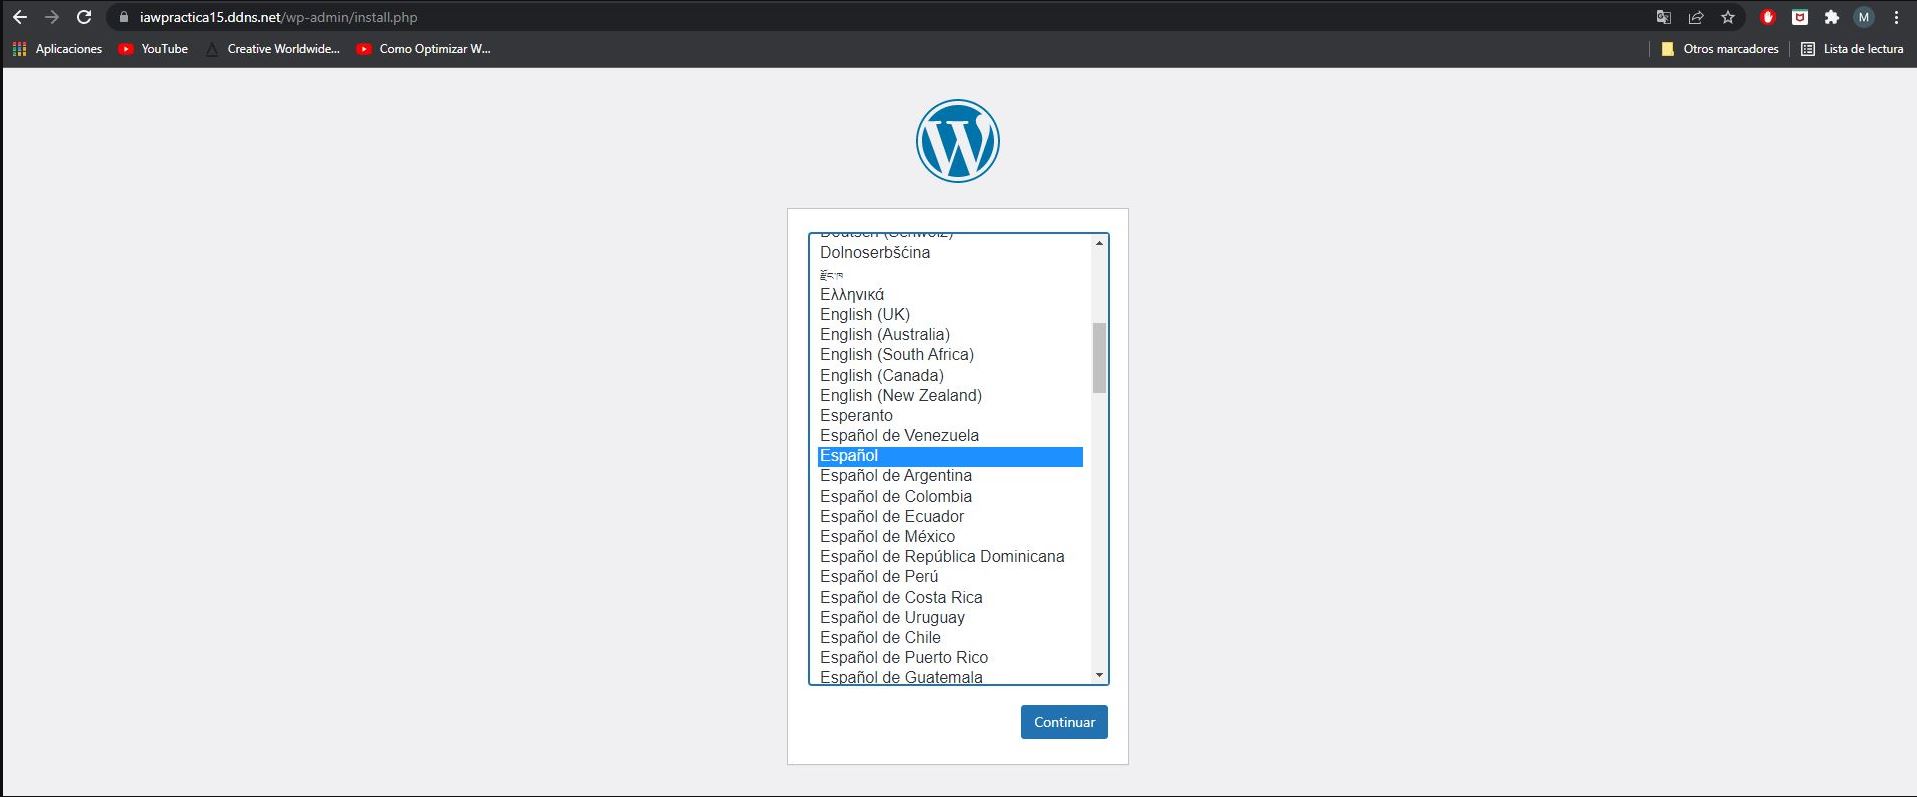 iawpractica15.ddns.net/wp-admin/install.php
M
Aplicaciones YouTube Creative Worldwide... Como Optimizar W... Otros marcadores Lista de lectura
W
Deutsch (Schweiz)
Dolnoserbšćina
རྫོང་ཁ
Ελληνικά
English (UK)
English (Australia)
English (South Africa)
English (Canada)
English (New Zealand)
Esperanto
Español de Venezuela
Español
Español de Argentina
Español de Colombia
Español de Ecuador
Español de México
Español de República Dominicana
Español de Perú
Español de Costa Rica
Español de Uruguay
Español de Chile
Español de Puerto Rico
Español de Guatemala
Continuar